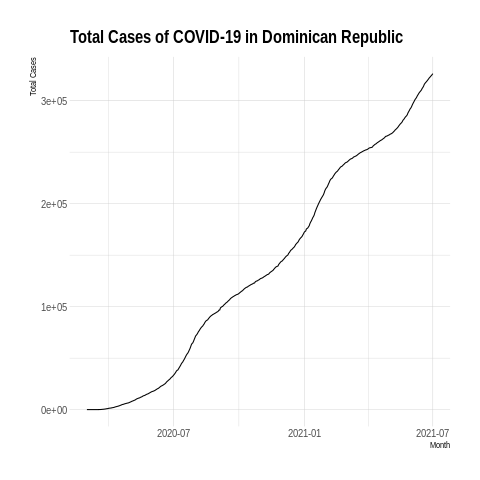 Total Cases of COVID-19 in Dominican Republic
Total Cases
3e+05
2e+05
1e+05
0e+00
2020-07
2021-01
2021-07
Month